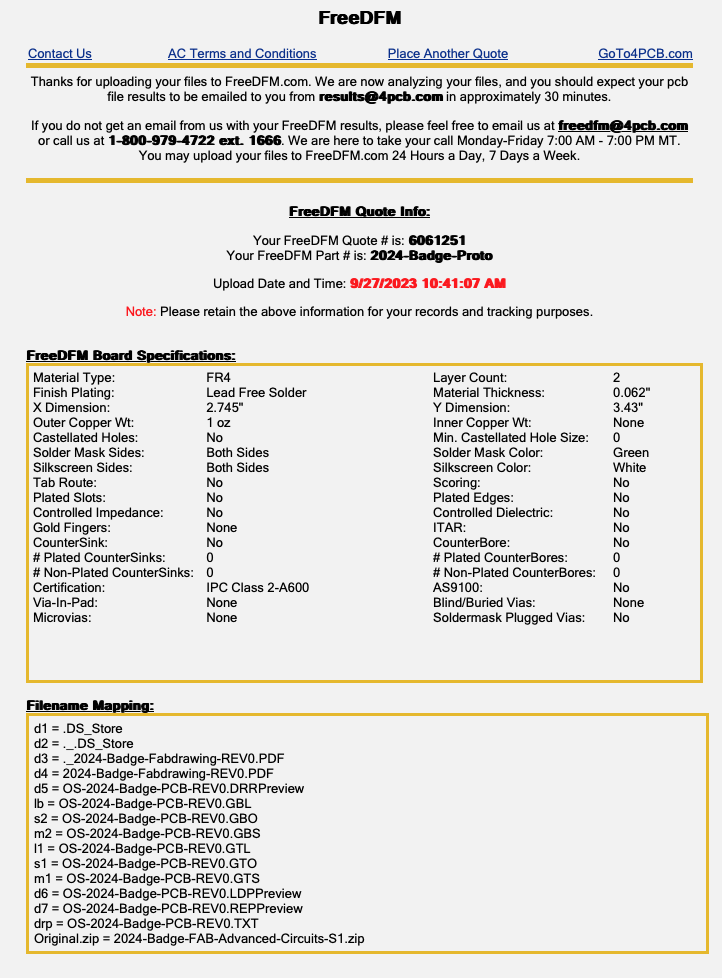 FreeDFM
Contact Us AC Terms and Conditions Place Another Quote GoTo4PCB.com
Thanks for uploading your files to FreeDFM.com. We are now analyzing your files, and you should expect your pcb
file results to be emailed to you from results@4pcb.com in approximately 30 minutes.
If you do not get an email from us with your FreeDFM results, please feel free to email us at freedfm@4pcb.com
or call us at 1-800-979-4722 ext. 1666. We are here to take your call Monday-Friday 7:00 AM - 7:00 PM MT.
You may upload your files to FreeDFM.com 24 Hours a Day, 7 Days a Week.
FreeDFM Quote Info:
Your FreeDFM Quote # is: 6061251
Your FreeDFM Part # is: 2024-Badge-Proto
Upload Date and Time: 9/27/2023 10:41:07 AM
Note: Please retain the above information for your records and tracking purposes.
FreeDFM Board Specifications:
Material Type: FR4 Layer Count: 2
Finish Plating: Lead Free Solder Material Thickness: 0.062"
X Dimension: 2.745" Y Dimension: 3.43"
Outer Copper Wt: 1 oz Inner Copper Wt: None
Castellated Holes: No Min. Castellated Hole Size: 0
Solder Mask Sides: Both Sides Solder Mask Color: Green
Silkscreen Sides: Both Sides Silkscreen Color: White
Tab Route: No Scoring: No
Plated Slots: No Plated Edges: No
Controlled Impedance: No Controlled Dielectric: No
Gold Fingers: None ITAR: No
CounterSink: No CounterBore: No
# Plated CounterSinks: 0 # Plated CounterBores: 0
# Non-Plated CounterSinks: 0 # Non-Plated CounterBores: 0
Certification: IPC Class 2-A600 AS9100: No
Via-In-Pad: None Blind/Buried Vias: None
Microvias: None Soldermask Plugged Vias: No
Filename Mapping:
d1 = .DS_Store
d2 = ._.DS_Store
d3 = ._2024-Badge-Fabdrawing-REV0.PDF
d4 = 2024-Badge-Fabdrawing-REV0.PDF
d5 = OS-2024-Badge-PCB-REV0.DRRPreview
lb = OS-2024-Badge-PCB-REV0.GBL
s2 = OS-2024-Badge-PCB-REV0.GBO
m2 = OS-2024-Badge-PCB-REV0.GBS
l1 = OS-2024-Badge-PCB-REV0.GTL
s1 = OS-2024-Badge-PCB-REV0.GTO
m1 = OS-2024-Badge-PCB-REV0.GTS
d6 = OS-2024-Badge-PCB-REV0.LDPPreview
d7 = OS-2024-Badge-PCB-REV0.REPPreview
drp = OS-2024-Badge-PCB-REV0.TXT
Original.zip = 2024-Badge-FAB-Advanced-Circuits-S1.zip